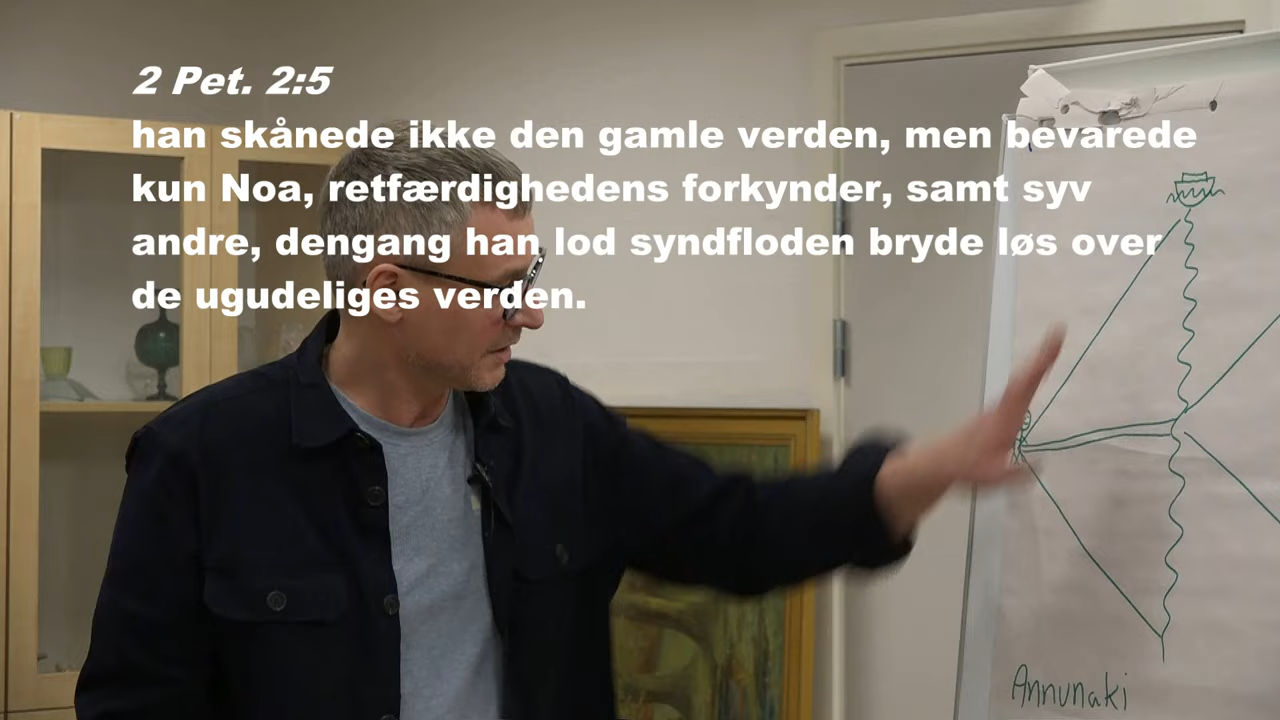 2 Pet. 2:5
han skånede ikke den gamle verden, men bevarede
kun Noa, retfærdighedens forkynder, samt syv
andre, dengang han lod syndfloden bryde løs over
de ugudeliges verden.
Annunaki